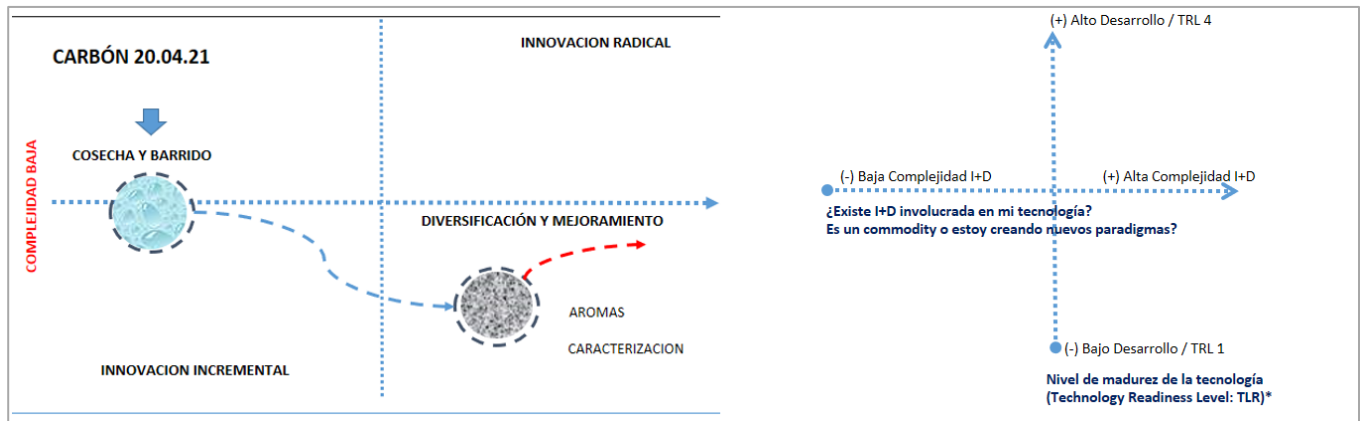 CARBÓN 20.04.21
INNOVACION RADICAL
COSECHA Y BARRIDO
COMPLEJIDAD BAJA
DIVERSIFICACIÓN Y MEJORAMIENTO
AROMAS
CARACTERIZACION
INNOVACION INCREMENTAL
(+) Alto Desarrollo / TRL 4
(-) Baja Complejidad I+D
(+) Alta Complejidad I+D
¿Existe I+D involucrada en mi tecnología?
Es un commodity o estoy creando nuevos paradigmas?
(-) Bajo Desarrollo / TRL 1
Nivel de madurez de la tecnología
(Technology Readiness Level: TLR)*